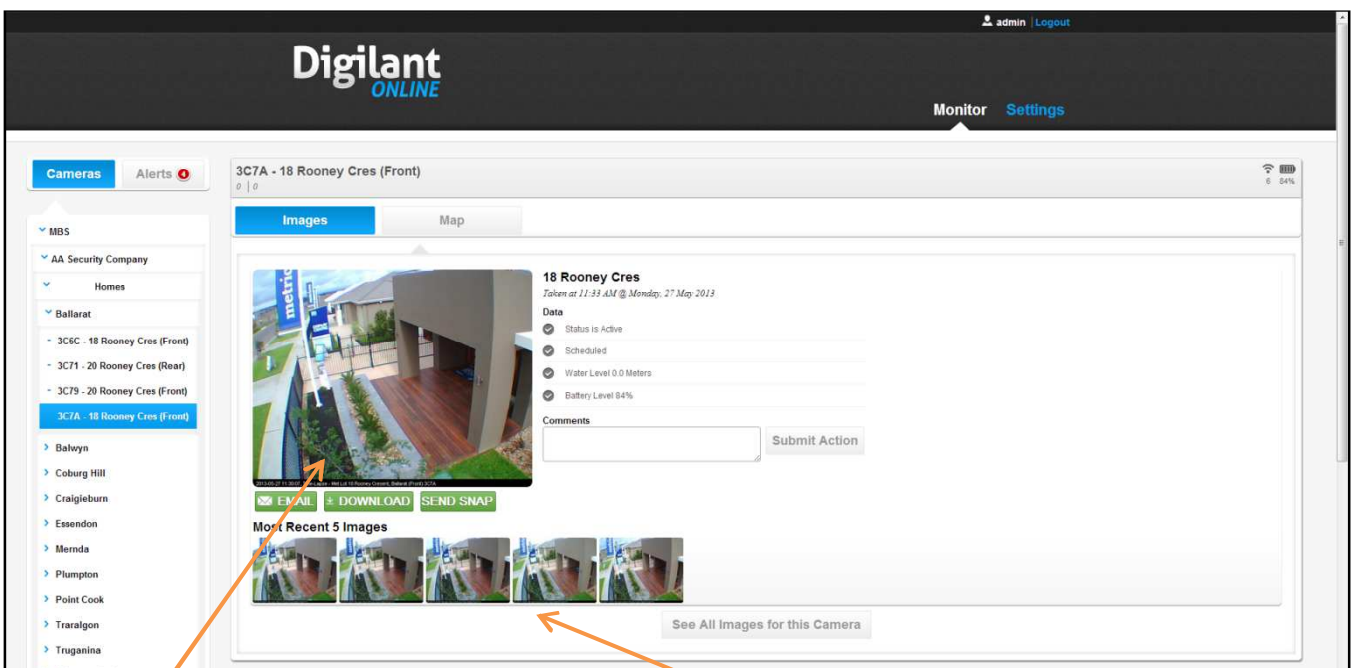 admin | Logout
Digilant
ONLINE
Monitor Settings
Cameras Alerts 4
3C7A - 18 Rooney Cres (Front)
0 | 0
6 84%
Images Map
MBS
AA Security Company
Homes
Ballarat
3C6C - 18 Rooney Cres (Front)
3C71 - 20 Rooney Cres (Rear)
3C79 - 20 Rooney Cres (Front)
3C7A - 18 Rooney Cres (Front)
Balwyn
Coburg Hill
Craigieburn
Essendon
Mernda
Plumpton
Point Cook
Traralgon
Truganina
metric
18 Rooney Cres
Taken at 11:33 AM @ Monday, 27 May 2013
Data
Status is Active
Scheduled
Water Level 0.0 Meters
Battery Level 84%
Comments
Submit Action
EMAIL DOWNLOAD SEND SNAP
Most Recent 5 Images
See All Images for this Camera